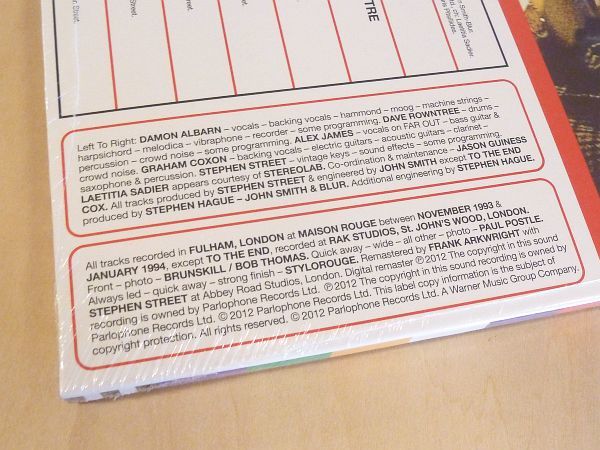 Street.
Street.
TRE
n Smith-Blur.
ch. Laetitia Sadier.
Left To Right: DAMON ALBARN – vocals – backing vocals – hammond – moog – machine strings –
harpsichord – melodica – vibraphone – recorder – some programming. DAVE ROWNTREE – drums –
percussion – crowd noise – some programming. ALEX JAMES – vocals on FAR OUT – bass guitar &
crowd noise. GRAHAM COXON – backing vocals – electric guitars – acoustic guitars – clarinet –
saxophone & percussion. STEPHEN STREET – vintage keys – sound effects – some programming.
LAETITIA SADIER appears courtesy of STEREOLAB. Co-ordination & maintenance – JASON GUINESS
COX. All tracks produced by STEPHEN STREET & engineered by JOHN SMITH except TO THE END
produced by STEPHEN HAGUE – JOHN SMITH & BLUR. Additional engineering by STEPHEN HAGUE.
All tracks recorded in FULHAM, LONDON at MAISON ROUGE between NOVEMBER 1993 &
JANUARY 1994, except TO THE END, recorded at RAK STUDIOS, St. JOHN'S WOOD, LONDON.
Front – photo – BRUNSKILL / BOB THOMAS. Quick away – wide – all other – photo – PAUL POSTLE.
Always led – quick away – strong finish – STYLOROUGE. Remastered by FRANK ARKWRIGHT with
STEPHEN STREET at Abbey Road Studios, London. Digital remaster ℗ 2012 The copyright in this sound
recording is owned by Parlophone Records Ltd. ℗ 2012 The copyright in this sound recording is owned by
Parlophone Records Ltd. © 2012 Parlophone Records Ltd. This label copy information is the subject of
copyright protection. All rights reserved. © 2012 Parlophone Records Ltd. A Warner Music Group Company.